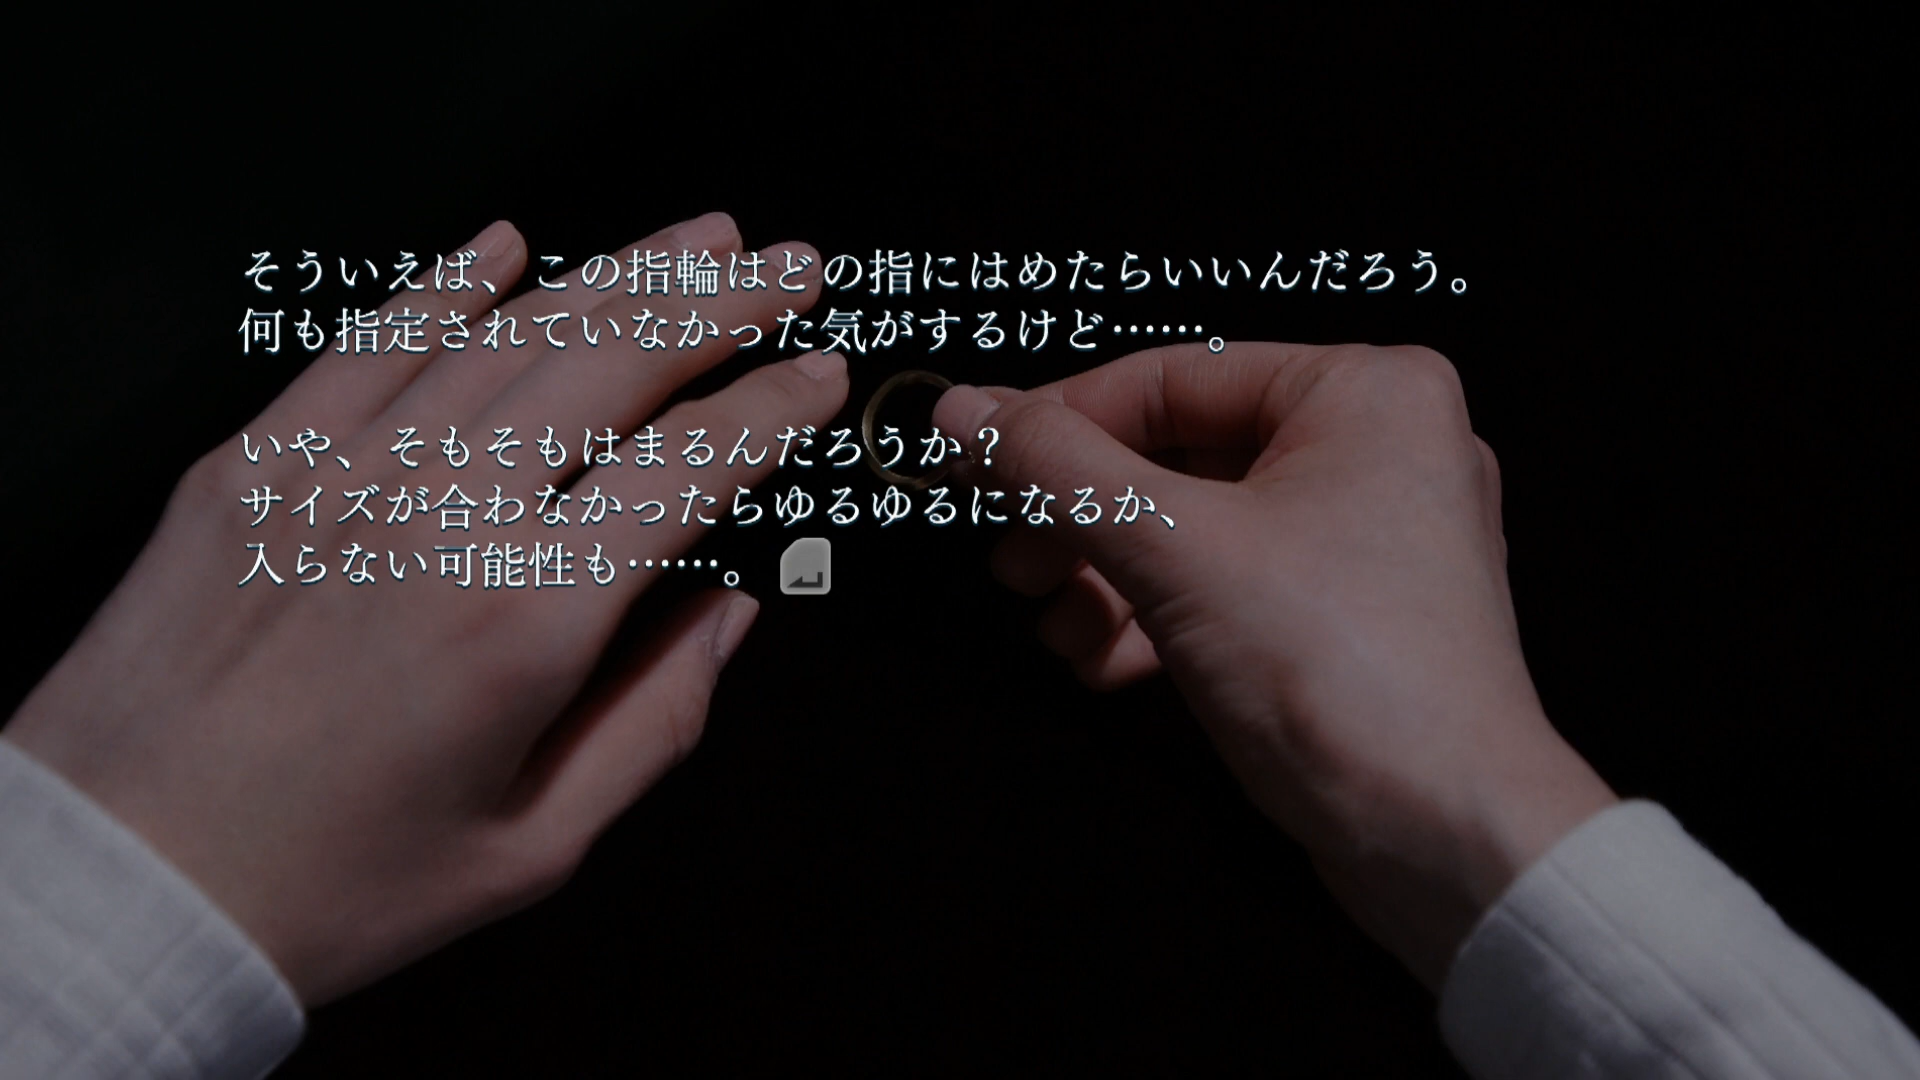 そういえば、この指輪はどの指にはめたらいいんだろう。
何も指定されていなかった気がするけど……。
いや、そもそもはまるんだろうか？
サイズが合わなかったらゆるゆるになるか、
入らない可能性も……。